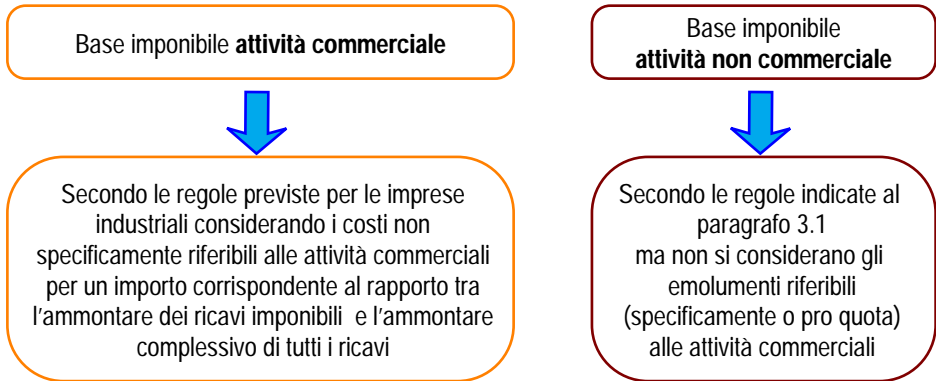 Base imponibile attività commerciale
Base imponibile
attività non commerciale
Secondo le regole previste per le imprese
industriali considerando i costi non
specificamente riferibili alle attività commerciali
per un importo corrispondente al rapporto tra
l'ammontare dei ricavi imponibili e l'ammontare
complessivo di tutti i ricavi
Secondo le regole indicate al
paragrafo 3.1
ma non si considerano gli
emolumenti riferibili
(specificamente o pro quota)
alle attività commerciali